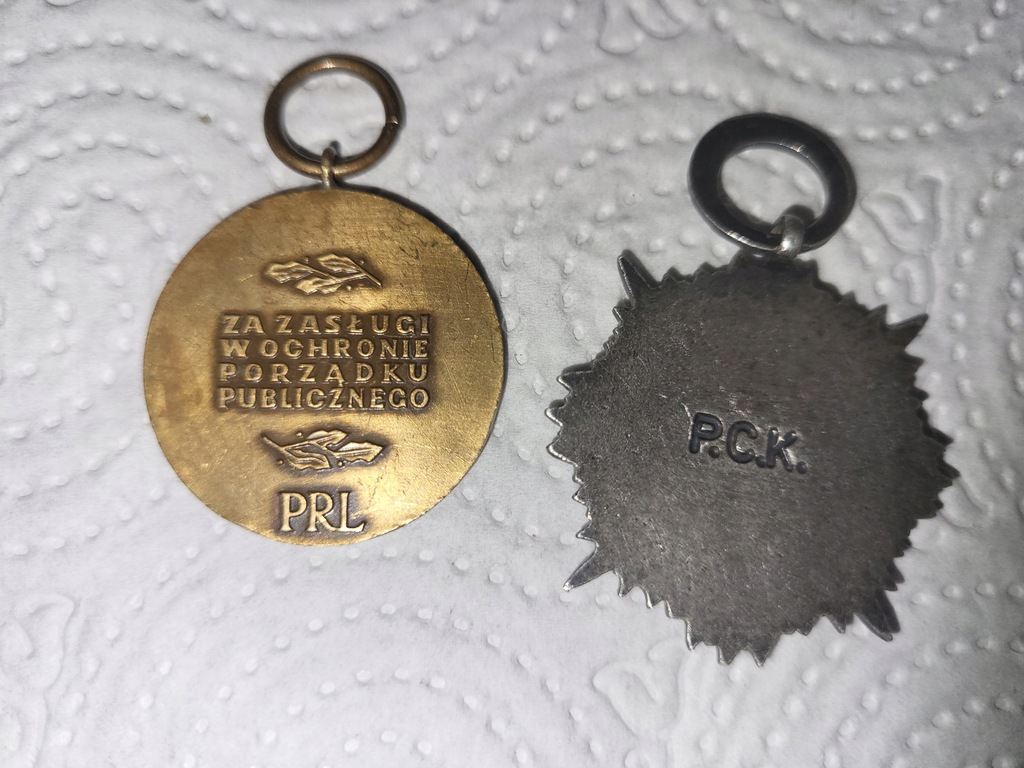 ZA ZASŁUGI
W OCHRONIE
PORZĄDKU
PUBLICZNEGO
PRL
P.C.K.